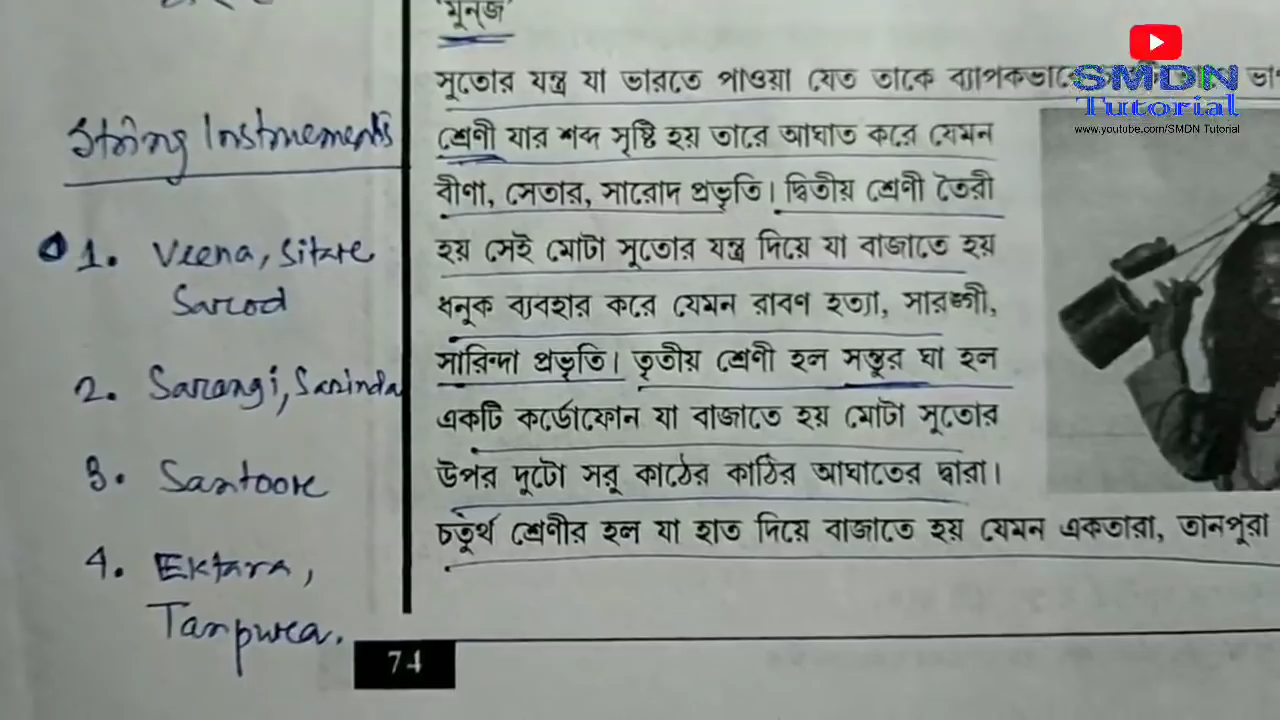 'মুন্জ'
সুতোর যন্ত্র যা ভারতে পাওয়া যেত তাকে ব্যাপকভাবে
শ্রেণী যার শব্দ সৃষ্টি হয় তারে আঘাত করে যেমন
বীণা, সেতার, সারোদ প্রভৃতি। দ্বিতীয় শ্রেণী তৈরী
হয় সেই মোটা সুতোর যন্ত্র দিয়ে যা বাজাতে হয়
ধনুক ব্যবহার করে যেমন রাবণ হত্যা, সারঙ্গী,
সারিন্দা প্রভৃতি। তৃতীয় শ্রেণী হল সন্তুর ঘা হল
একটি কর্ডোফোন যা বাজাতে হয় মোটা সুতোর
উপর দুটো সরু কাঠের কাঠির আঘাতের দ্বারা।
চতুর্থ শ্রেণীর হল যা হাত দিয়ে বাজাতে হয় যেমন একতারা, তানপুরা
74
String Instruements
1. Veena, Sitare
Sarod
2. Sarangi, Sarinda
3. Santoore
4. Ektara,
Tanpura.
SMDN
Tutorial
www.youtube.com/SMDN Tutorial